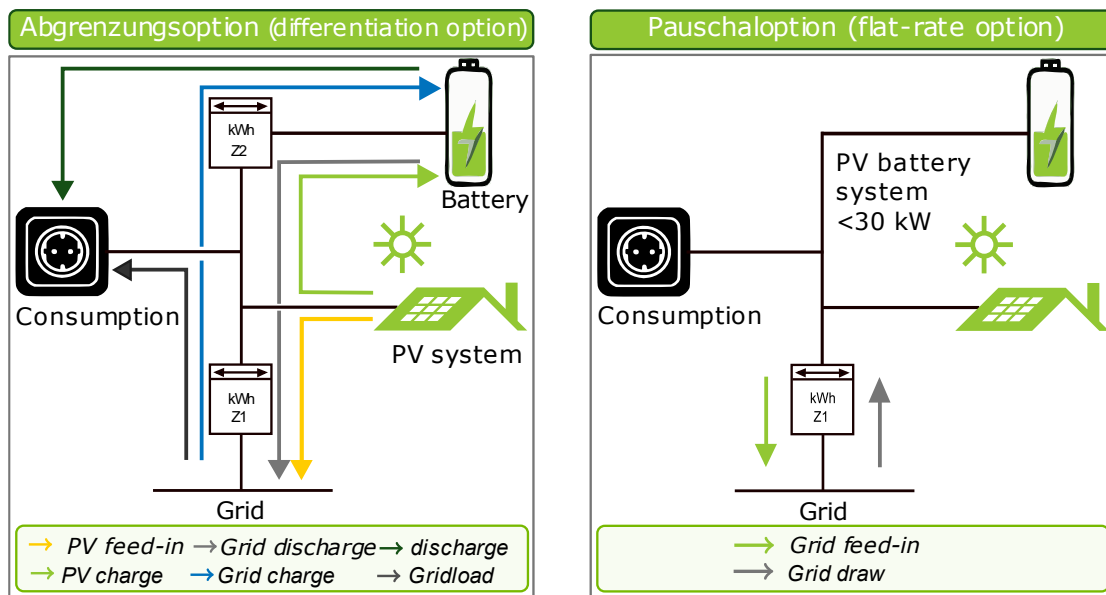 Abgrenzungsoption (differentiation option)
kWh
Z2
Battery
Consumption
PV system
kWh
Z1
Grid
PV feed-in
Grid discharge
discharge
PV charge
Grid charge
Gridload
Pauschaloption (flat-rate option)
PV battery
system
<30 kW
Consumption
kWh
Z1
Grid
Grid feed-in
Grid draw